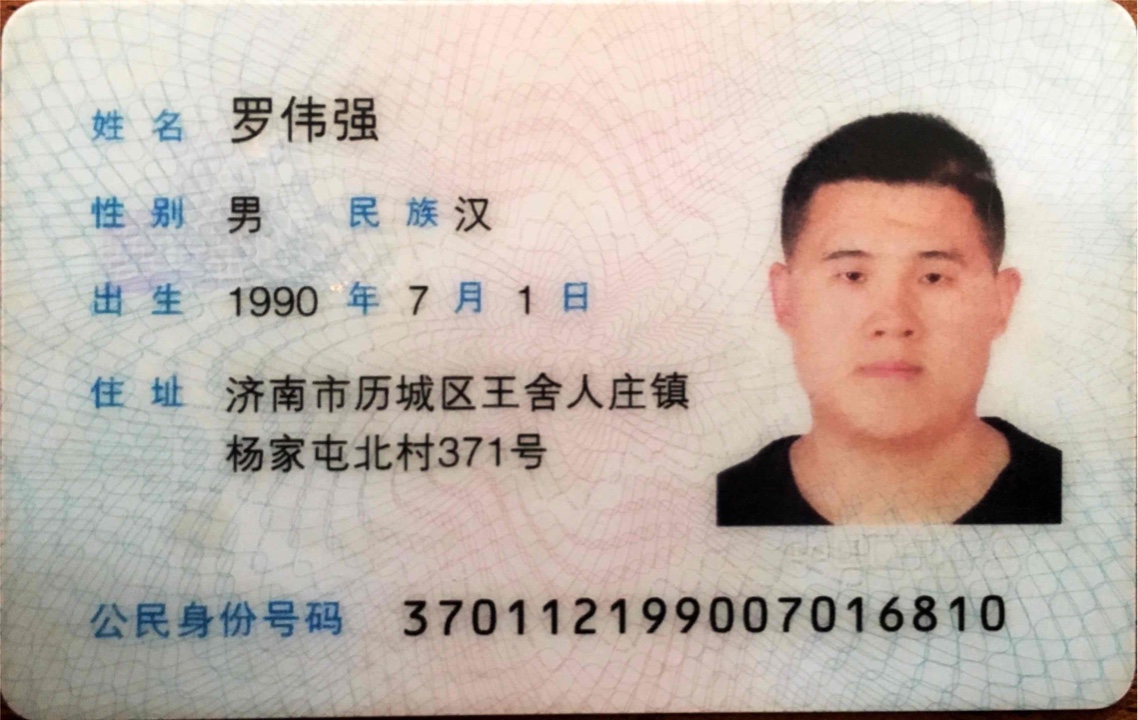 姓名 罗伟强
性别 男 民族 汉
出生 1990 年 7 月 1 日
住址 济南市历城区王舍人庄镇
杨家屯北村371号
公民身份号码 370112199007016810